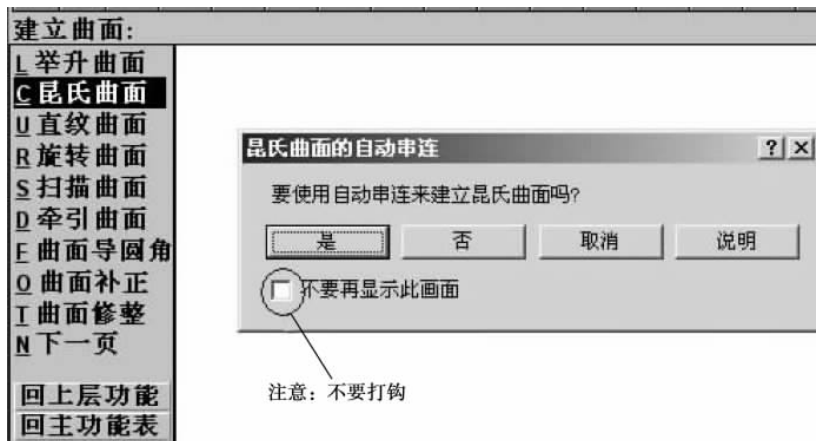 建立曲面:
L 举升曲面
C 昆氏曲面
U 直纹曲面
R 旋转曲面
S 扫描曲面
D 牵引曲面
F 曲面导圆角
O 曲面补正
T 曲面修整
N 下一页
回上层功能
回主功能表
昆氏曲面的自动串连
要使用自动串连来建立昆氏曲面吗?
是 否 取消 说明
不要再显示此画面
注意：不要打钩